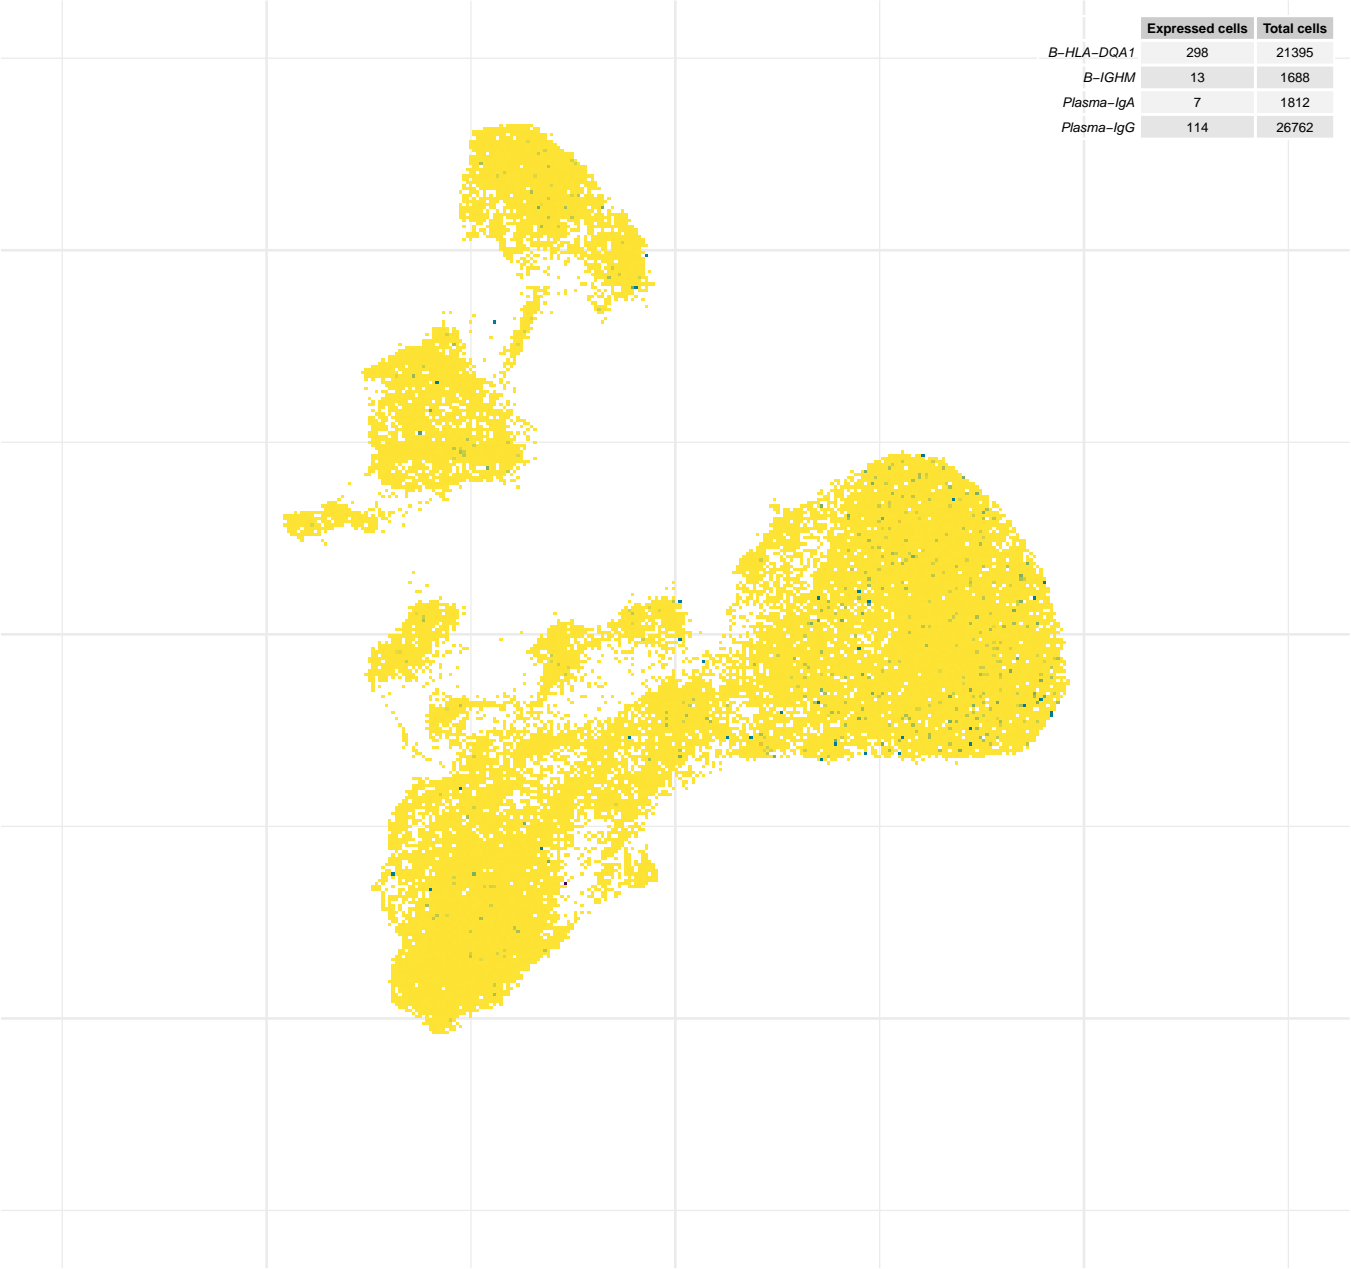 Expressed cells Total cells
B−HLA−DQA1 298 21395
B−IGHM 13 1688
Plasma−IgA 7 1812
Plasma−IgG 114 26762